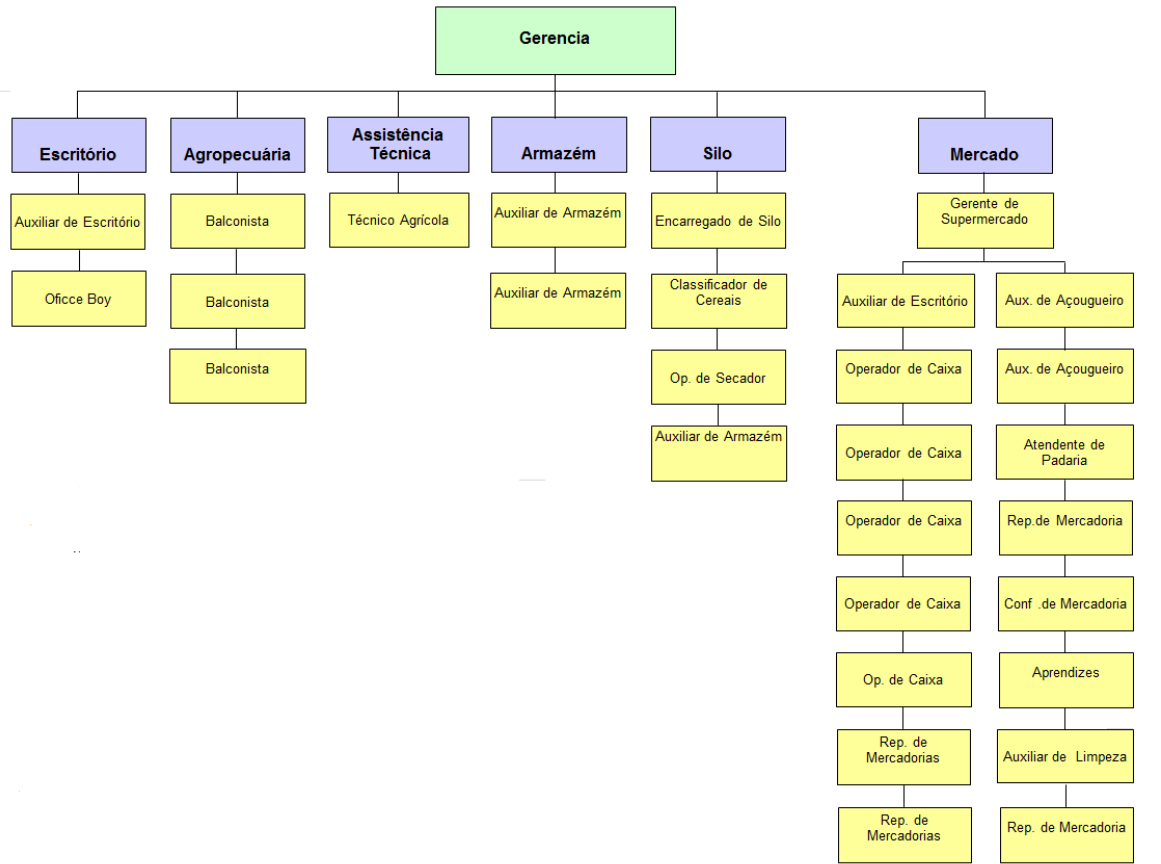 Gerencia
Escritório
Agropecuária
Assistência
Técnica
Armazém
Silo
Mercado
Auxiliar de Escritório
Balconista
Técnico Agrícola
Auxiliar de Armazém
Encarregado de Silo
Gerente de
Supermercado
Oficce Boy
Balconista
Auxiliar de Armazém
Classificador de
Cereais
Auxiliar de Escritório
Aux. de Açougueiro
Balconista
Op. de Secador
Operador de Caixa
Aux. de Açougueiro
Auxiliar de Armazém
Operador de Caixa
Atendente de
Padaria
Operador de Caixa
Rep.de Mercadoria
Operador de Caixa
Conf .de Mercadoria
Op. de Caixa
Aprendizes
Rep. de
Mercadorias
Auxiliar de Limpeza
Rep. de
Mercadorias
Rep. de Mercadoria